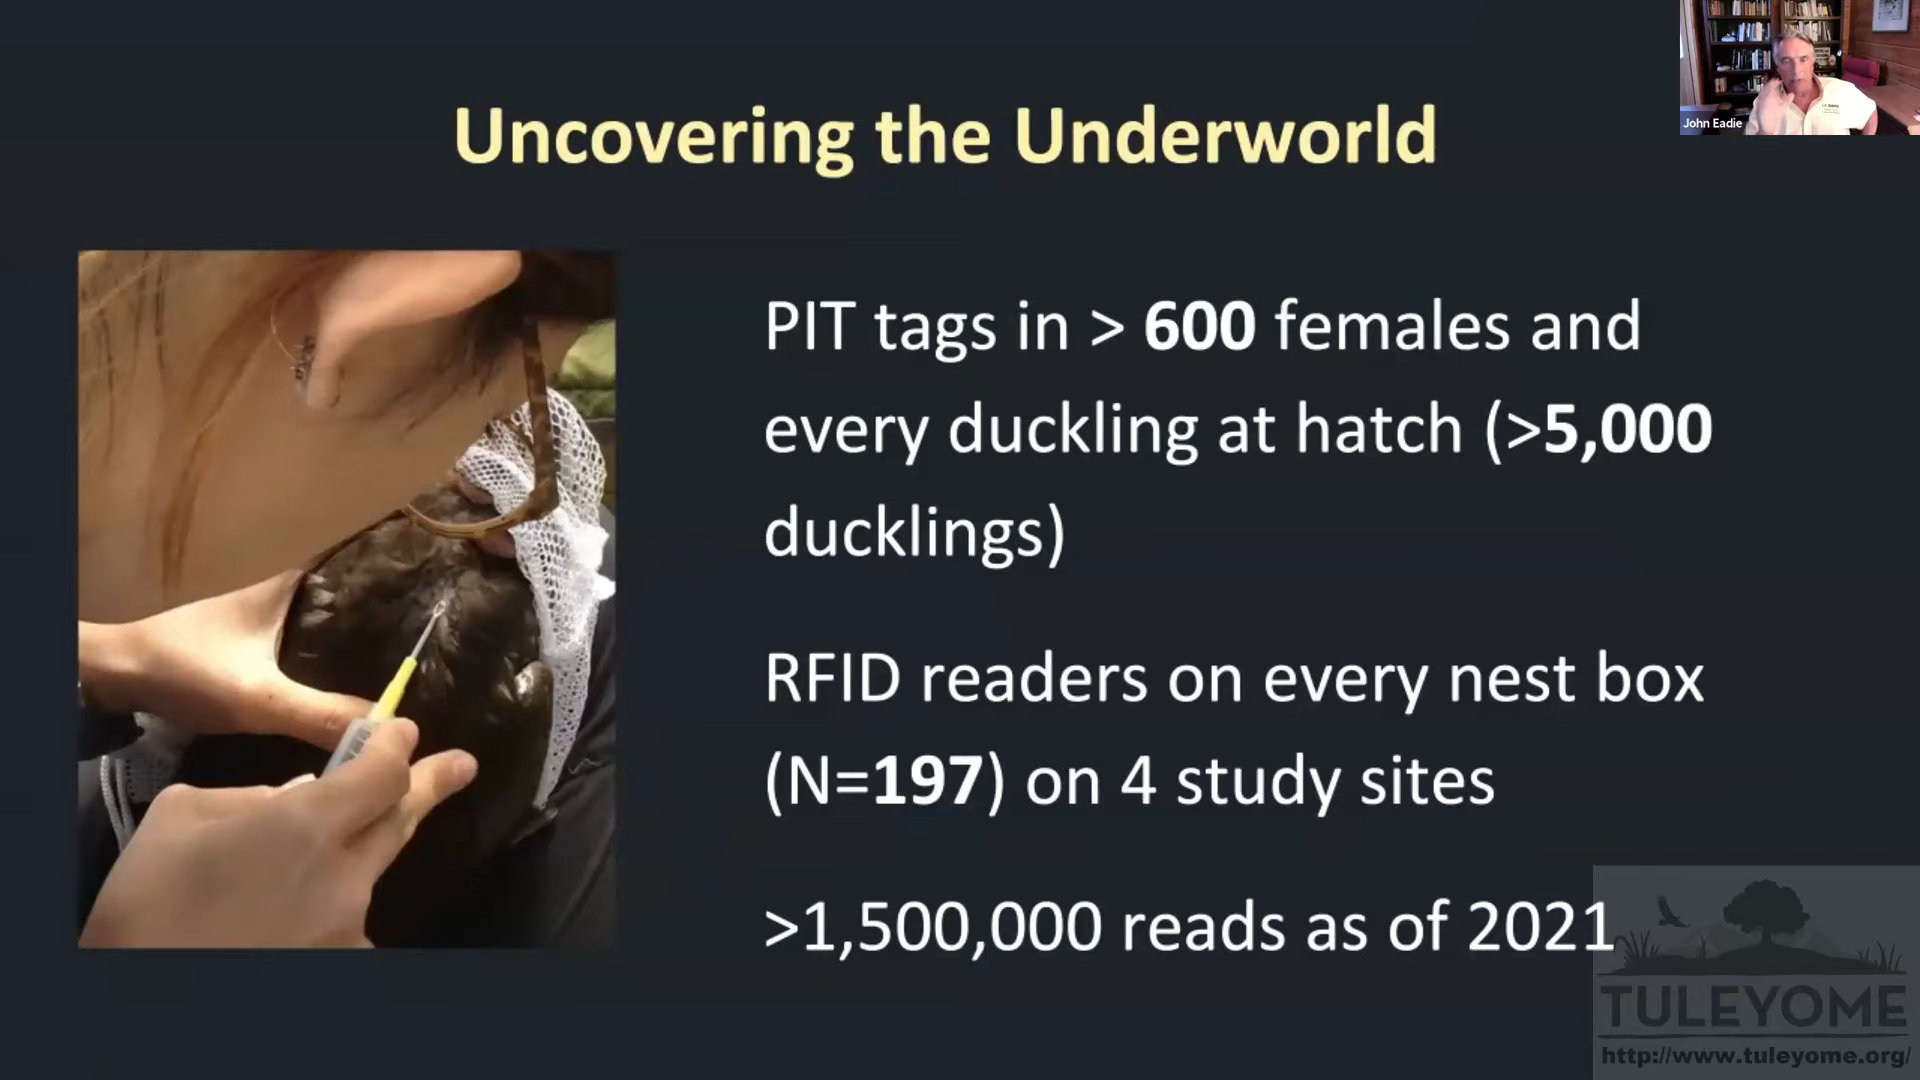 Uncovering the Underworld
John Eadie
PIT tags in > 600 females and
every duckling at hatch (>5,000
ducklings)
RFID readers on every nest box
(N=197) on 4 study sites
>1,500,000 reads as of 2021
TULEYOME
http://www.tuleyome.org/